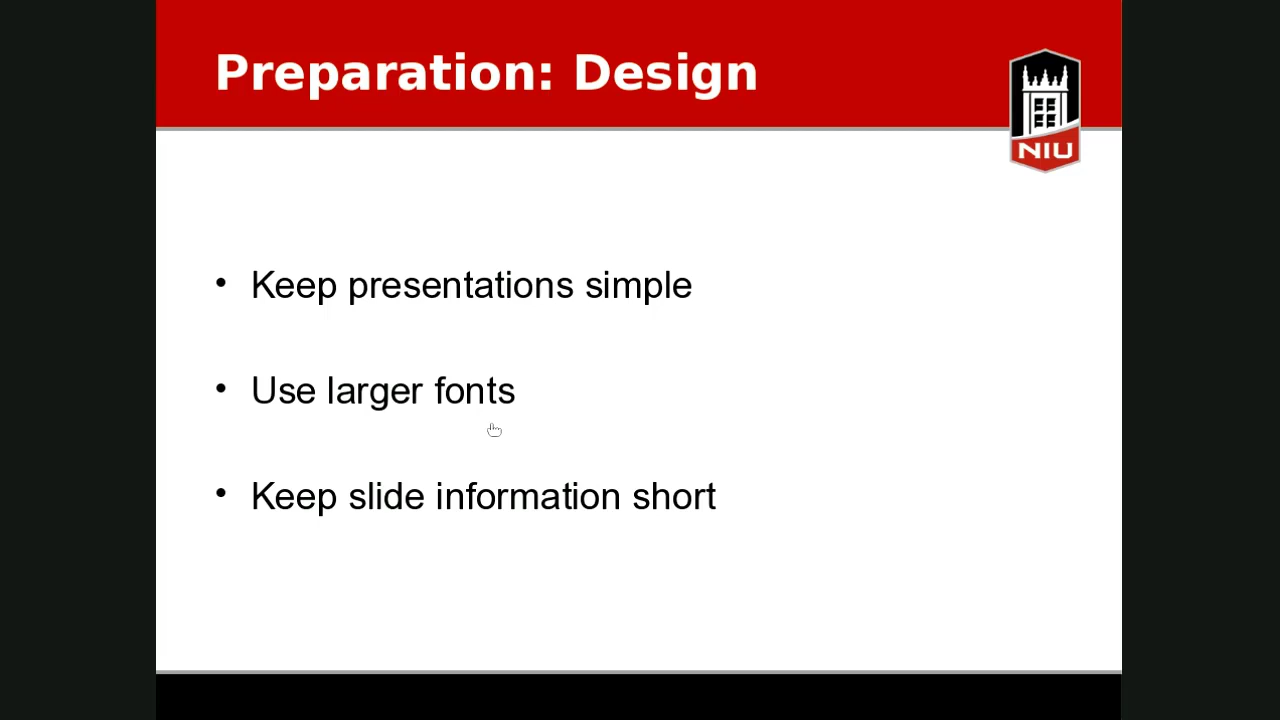 Preparation: Design
NIU
• Keep presentations simple
• Use larger fonts
• Keep slide information short